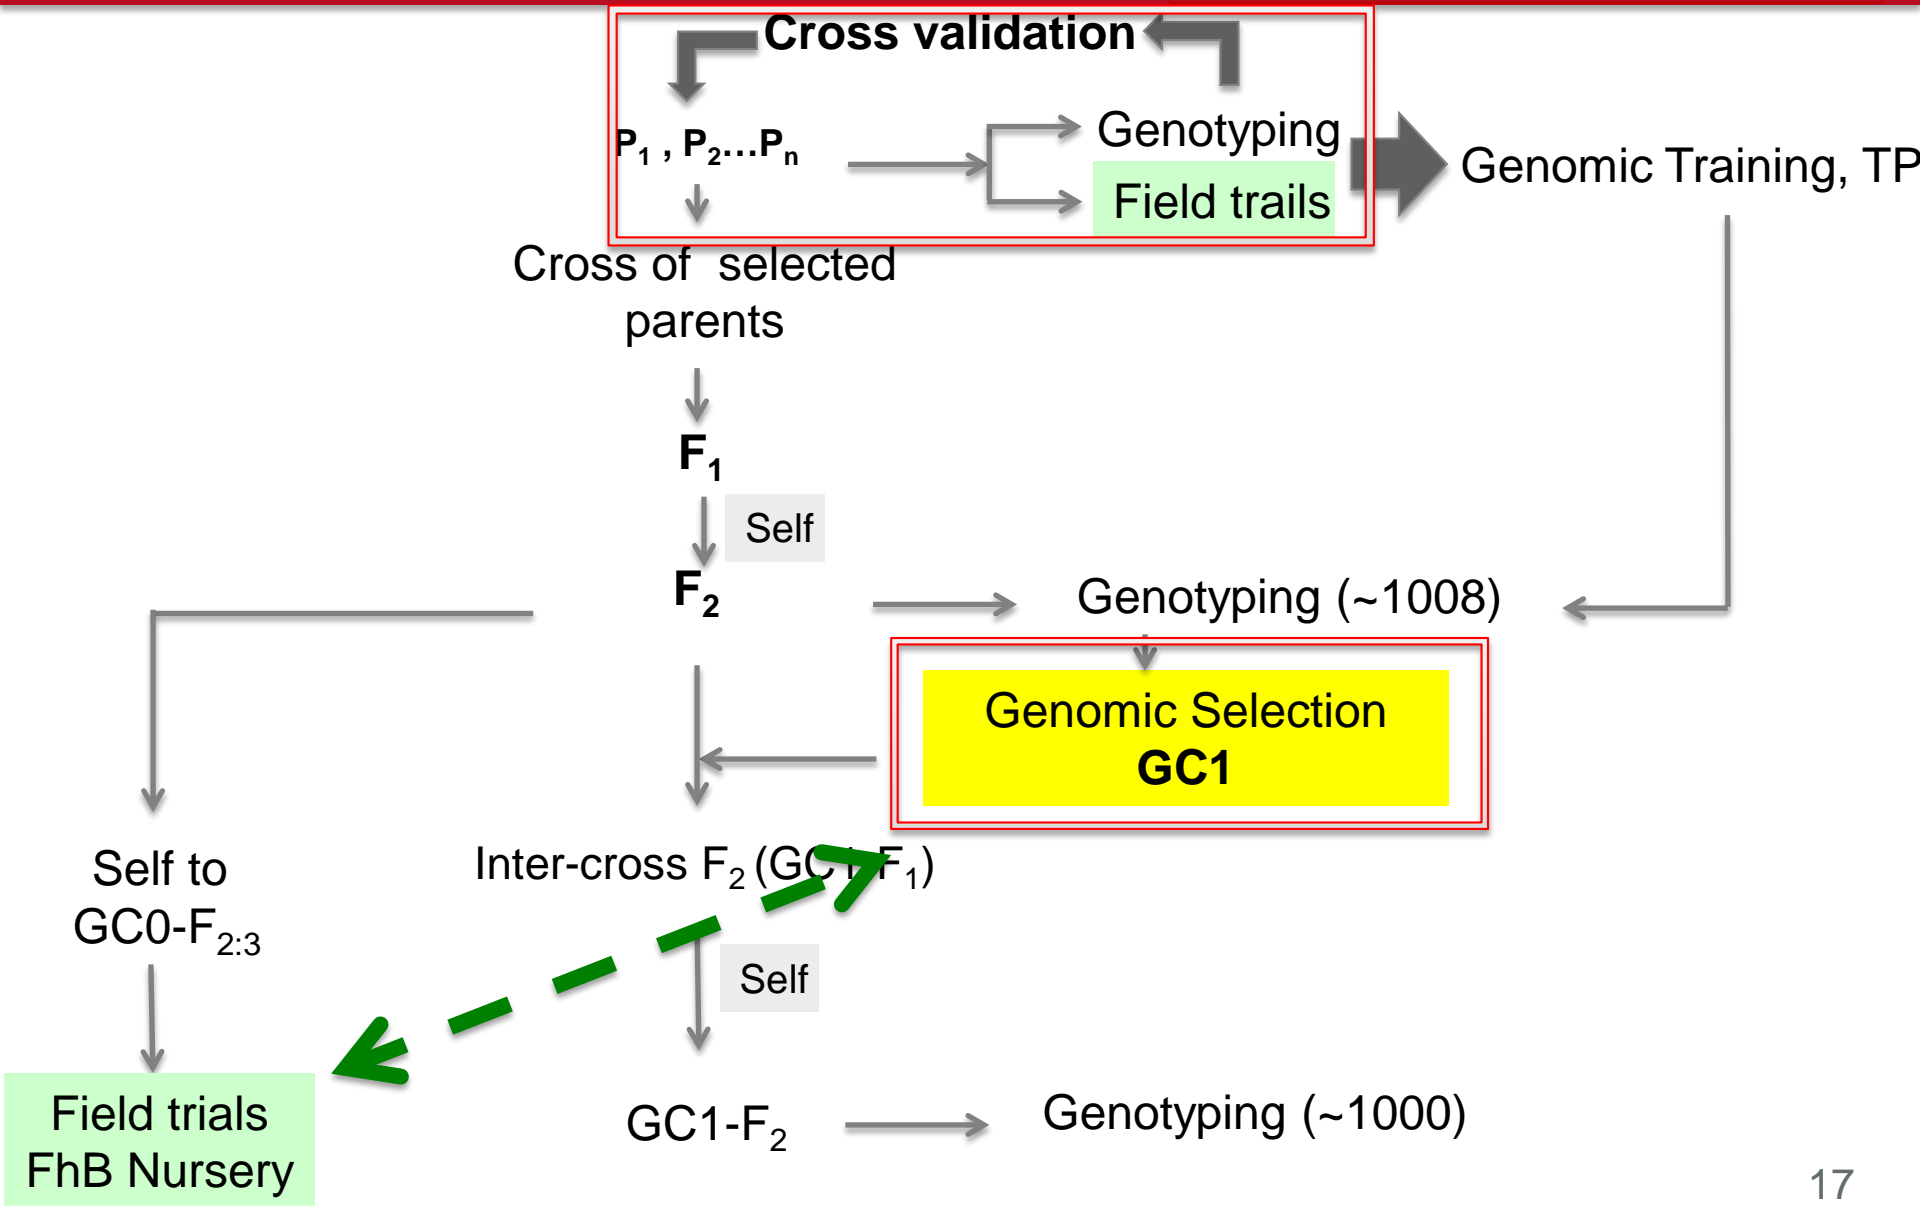 Cross validation
P1 , P2...Pn
Genotyping
Field trails
Genomic Training, TP
Cross of selected
parents
F1
Self
F2
Genotyping (~1008)
Genomic Selection
GC1
Self to
GC0-F2:3
Inter-cross F2 (GC1-F1)
Self
Field trials
FhB Nursery
GC1-F2
Genotyping (~1000)
17